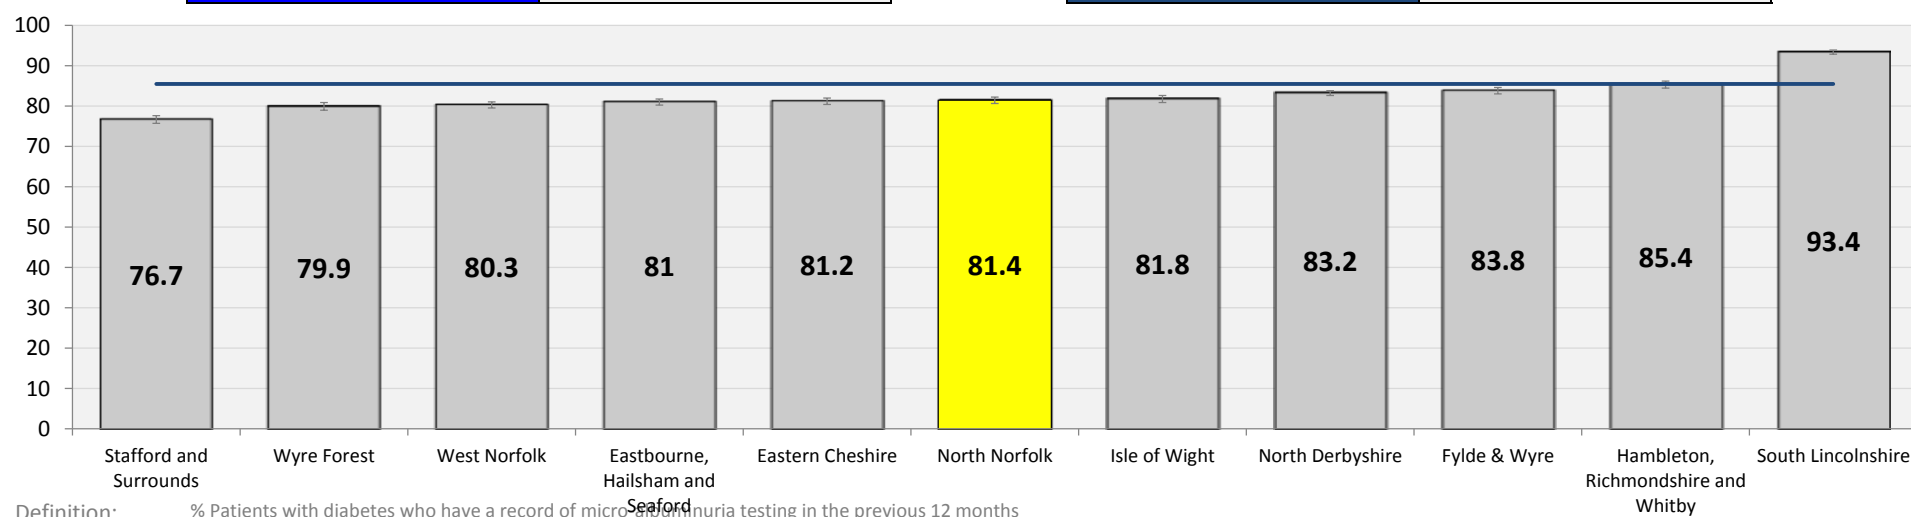 100
90
80
70
60
50
40
30
20
10
0
76.7
79.9
80.3
81
81.2
81.4
81.8
83.2
83.8
85.4
93.4
Stafford and
Surrounds
Wyre Forest
West Norfolk
Eastbourne,
Hailsham and
Seaford
Eastern Cheshire
North Norfolk
Isle of Wight
North Derbyshire
Fylde & Wyre
Hambleton,
Richmondshire and
Whitby
South Lincolnshire
Definition: % Patients with diabetes who have a record of micro-albuminuria testing in the previous 12 months